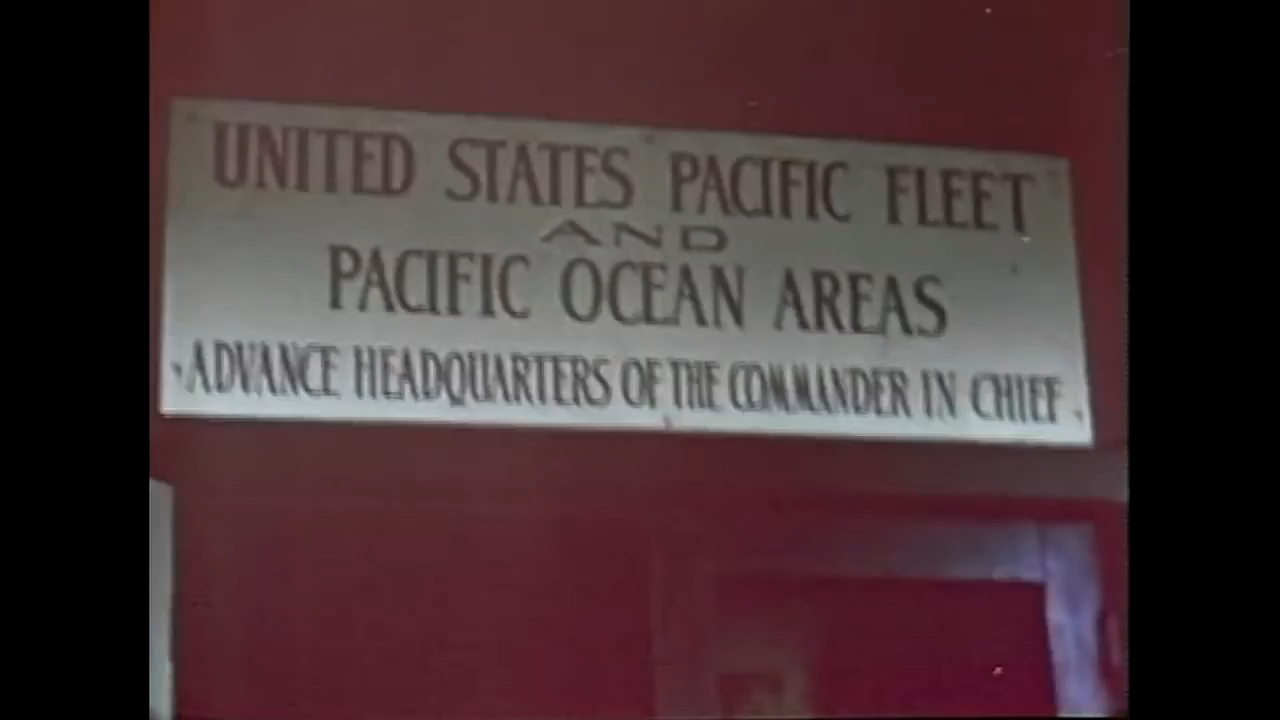 UNITED STATES PACIFIC FLEET
AND
PACIFIC OCEAN AREAS
·ADVANCE HEADQUARTERS OF THE COMMANDER IN CHIEF·